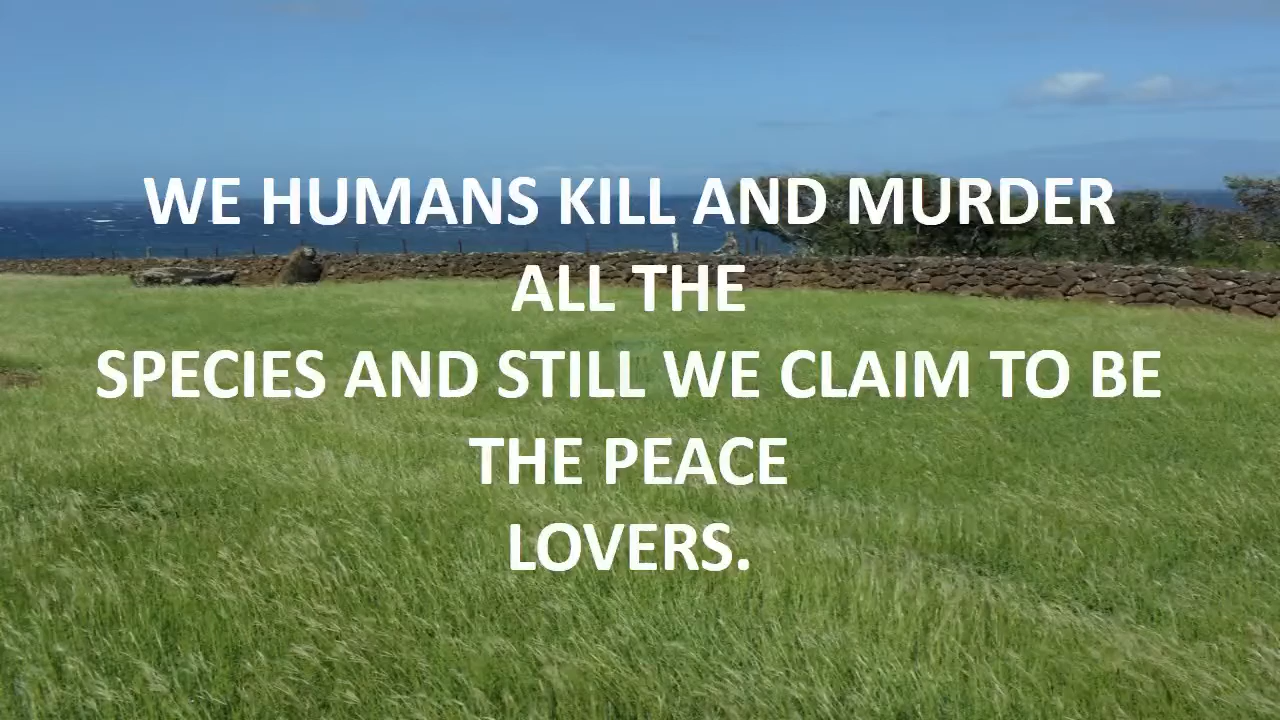 WE HUMANS KILL AND MURDER
ALL THE
SPECIES AND STILL WE CLAIM TO BE
THE PEACE
LOVERS.